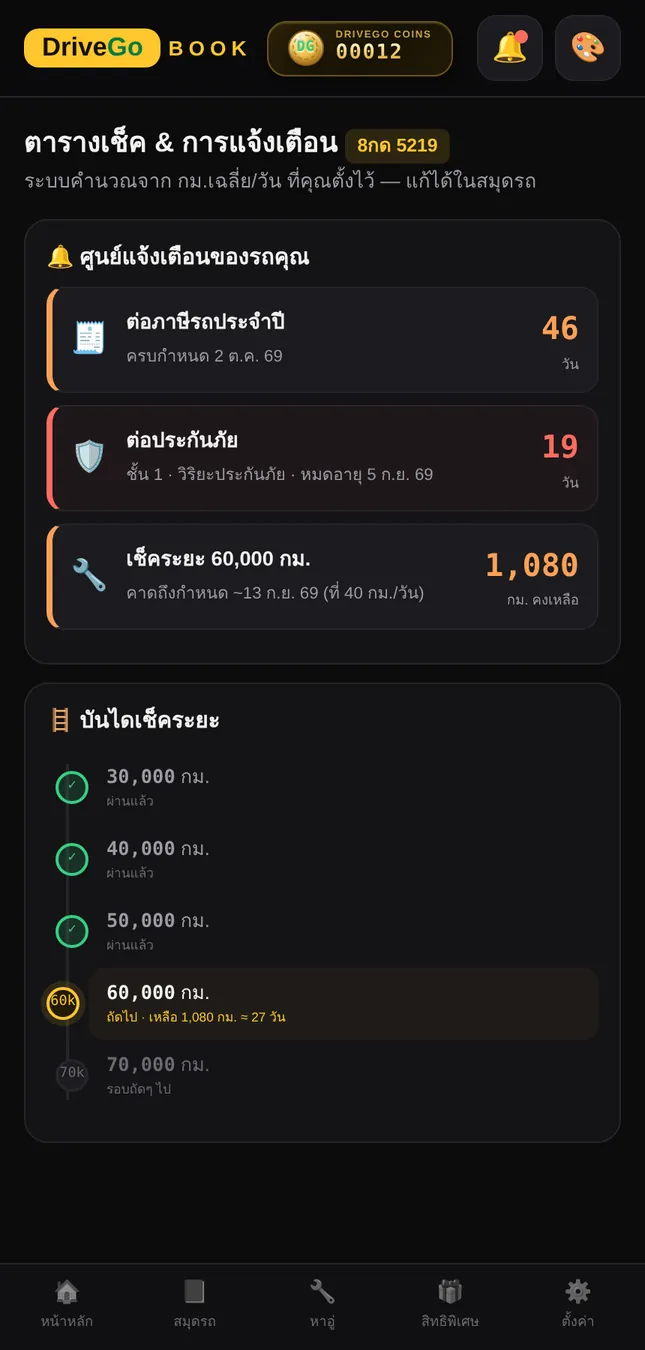 DriveGo BOOK
DG
DRIVEGO COINS
00012
ตารางเช็ค & การแจ้งเตือน 8กด 5219
ระบบคำนวณจาก กม.เฉลี่ย/วัน ที่คุณตั้งไว้ — แก้ได้ในสมุดรถ
ศูนย์แจ้งเตือนของรถคุณ
ต่อภาษีรถประจำปี
ครบกำหนด 2 ต.ค. 69
46
วัน
ต่อประกันภัย
ชั้น 1 · วิริยะประกันภัย · หมดอายุ 5 ก.ย. 69
19
วัน
เช็คระยะ 60,000 กม.
คาดถึงกำหนด ~13 ก.ย. 69 (ที่ 40 กม./วัน)
1,080
กม. คงเหลือ
บันไดเช็คระยะ
✓
30,000 กม.
ผ่านแล้ว
✓
40,000 กม.
ผ่านแล้ว
✓
50,000 กม.
ผ่านแล้ว
60k
60,000 กม.
ถัดไป · เหลือ 1,080 กม. ≈ 27 วัน
70k
70,000 กม.
รอบถัดๆ ไป
หน้าหลัก
สมุดรถ
หาอู่
สิทธิพิเศษ
ตั้งค่า